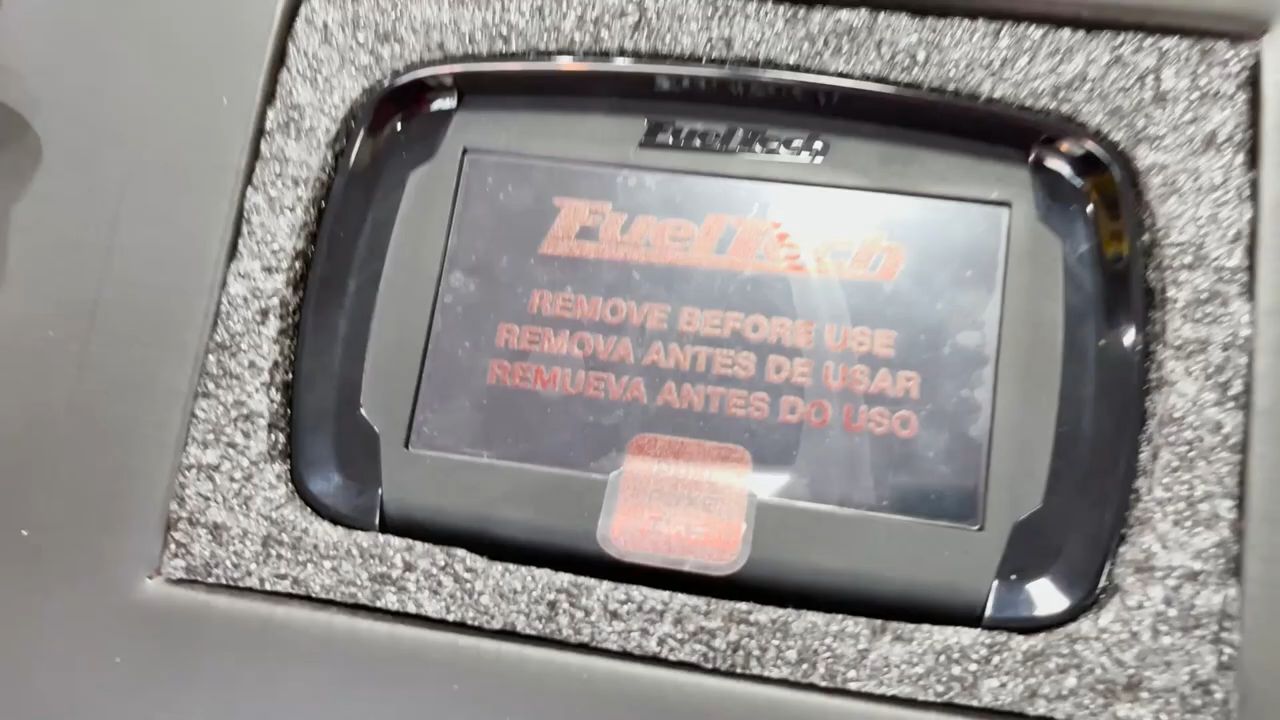 FuelTech
FuelTech
REMOVE BEFORE USE
REMOVA ANTES DE USAR
REMUEVA ANTES DO USO